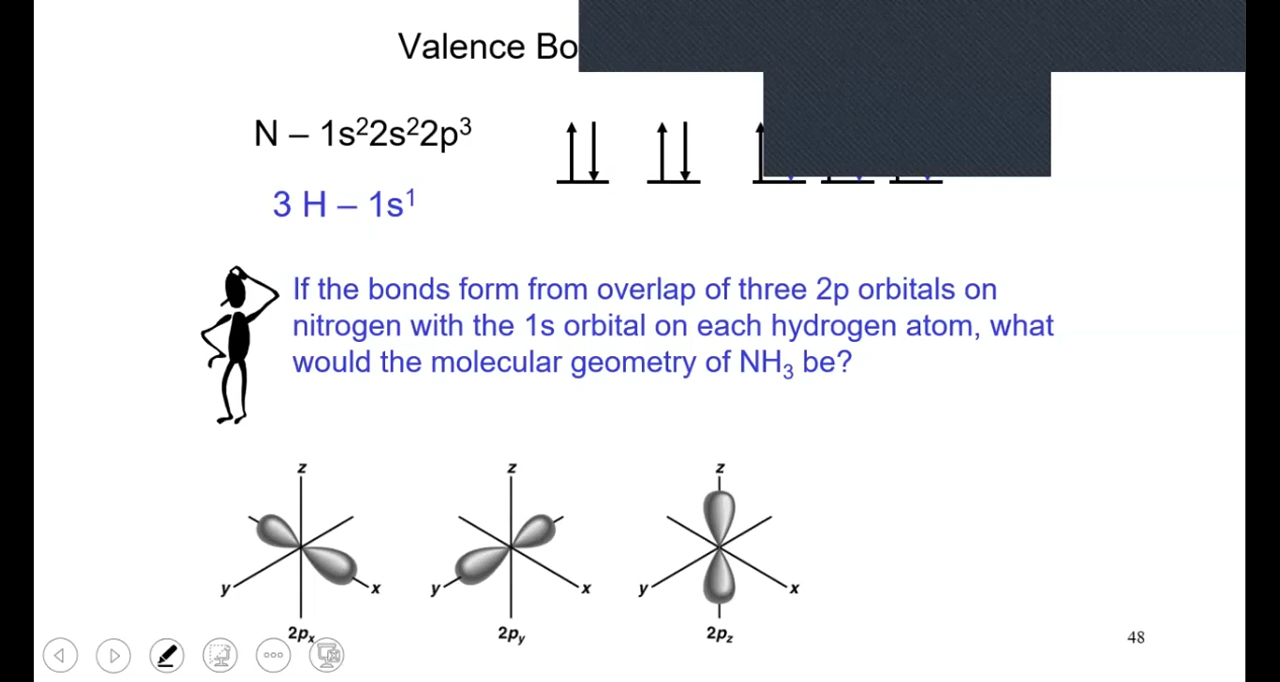 Valence Bo
N – 1s²2s²2p³
3 H – 1s¹
If the bonds form from overlap of three 2p orbitals on
nitrogen with the 1s orbital on each hydrogen atom, what
would the molecular geometry of NH₃ be?
z z z
y x y x y x
2pₓ 2pᵧ 2p_z
48